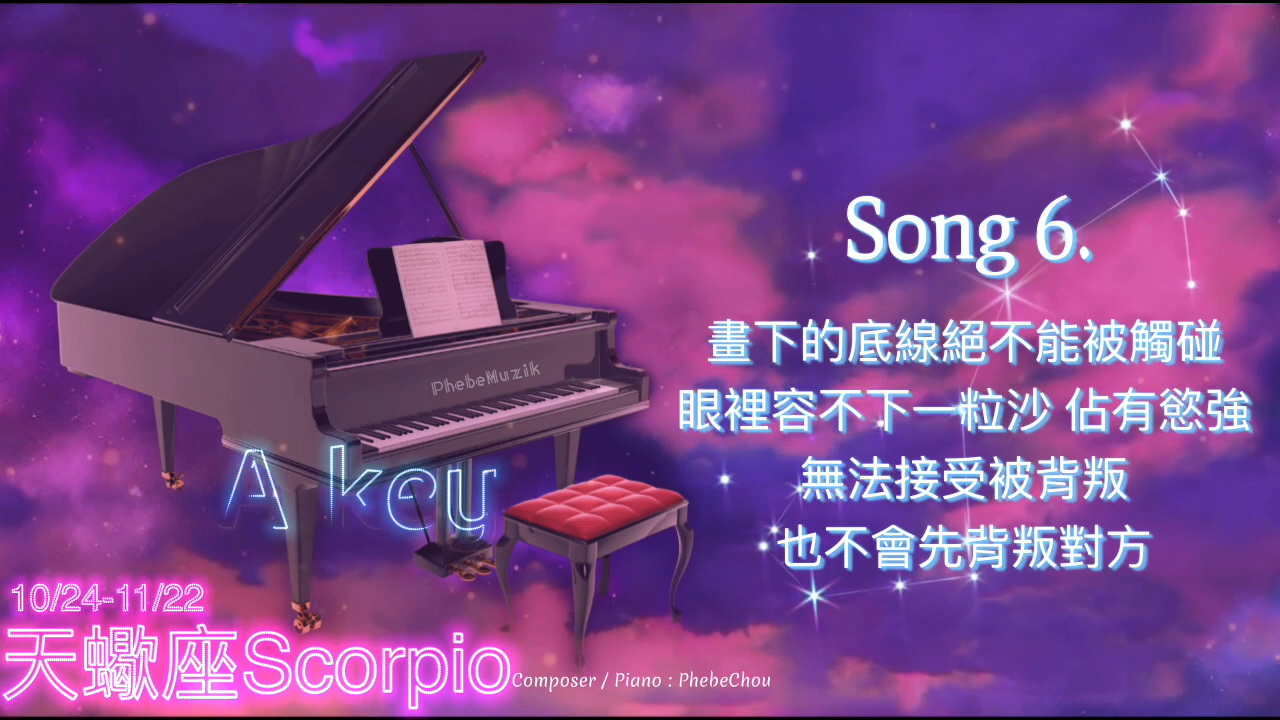 Song 6.
畫下的底線絕不能被觸碰
眼裡容不下一粒沙 佔有慾強
無法接受被背叛
也不會先背叛對方
PhebeMuzik
A key
10/24-11/22
天蠍座Scorpio
Composer / Piano : PhebeChou